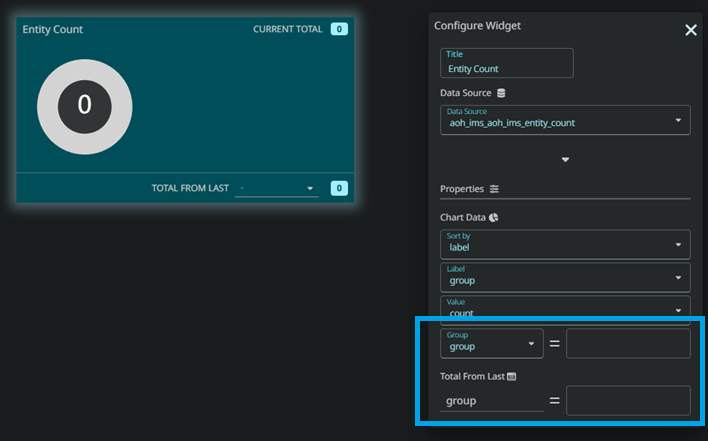 Entity Count
CURRENT TOTAL 0
0
TOTAL FROM LAST - 0
Configure Widget
Title
Entity Count
Data Source
Data Source
aoh_ims_aoh_ims_entity_count
Properties
Chart Data
Sort by
label
Label
group
Value
count
Group
group =
Total From Last
group =